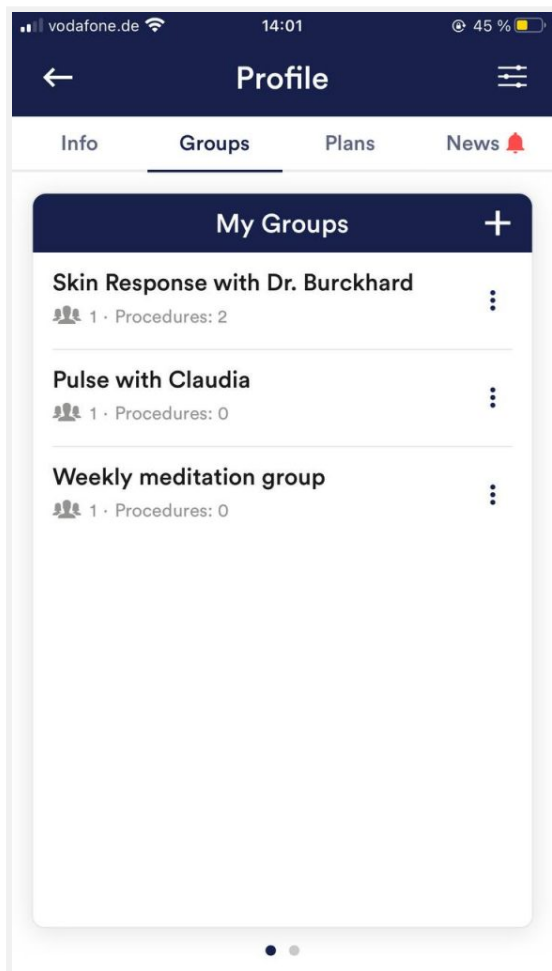 vodafone.de 14:01 45 %
Profile
Info Groups Plans News
My Groups +
Skin Response with Dr. Burckhard
1 · Procedures: 2
Pulse with Claudia
1 · Procedures: 0
Weekly meditation group
1 · Procedures: 0